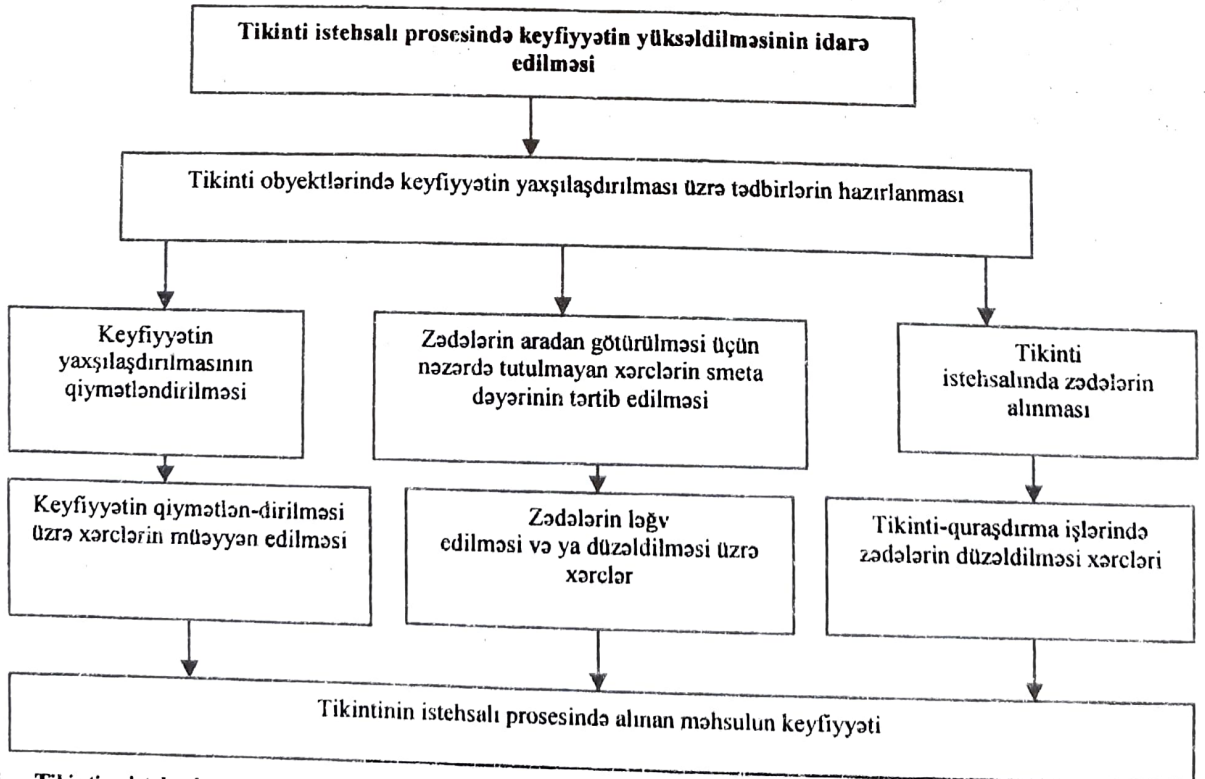 Tikinti istehsalı prosesində keyfiyyətin yüksəldilməsinin idarə
edilməsi
Tikinti obyektlərində keyfiyyətin yaxşılaşdırılması üzrə tədbirlərin hazırlanması
Keyfiyyətin
yaxşılaşdırılmasının
qiymətləndirilməsi
Zədələrin aradan götürülməsi üçün
nəzərdə tutulmayan xərclərin smeta
dəyərinin tərtib edilməsi
Tikinti
istehsalında zədələrin
alınması
Keyfiyyətin qiymətlən-dirilməsi
üzrə xərclərin müəyyən edilməsi
Zədələrin ləğv
edilməsi və ya düzəldilməsi üzrə
xərclər
Tikinti-quraşdırma işlərində
zədələrin düzəldilməsi xərcləri
Tikintinin istehsalı prosesində alınan məhsulun keyfiyyəti